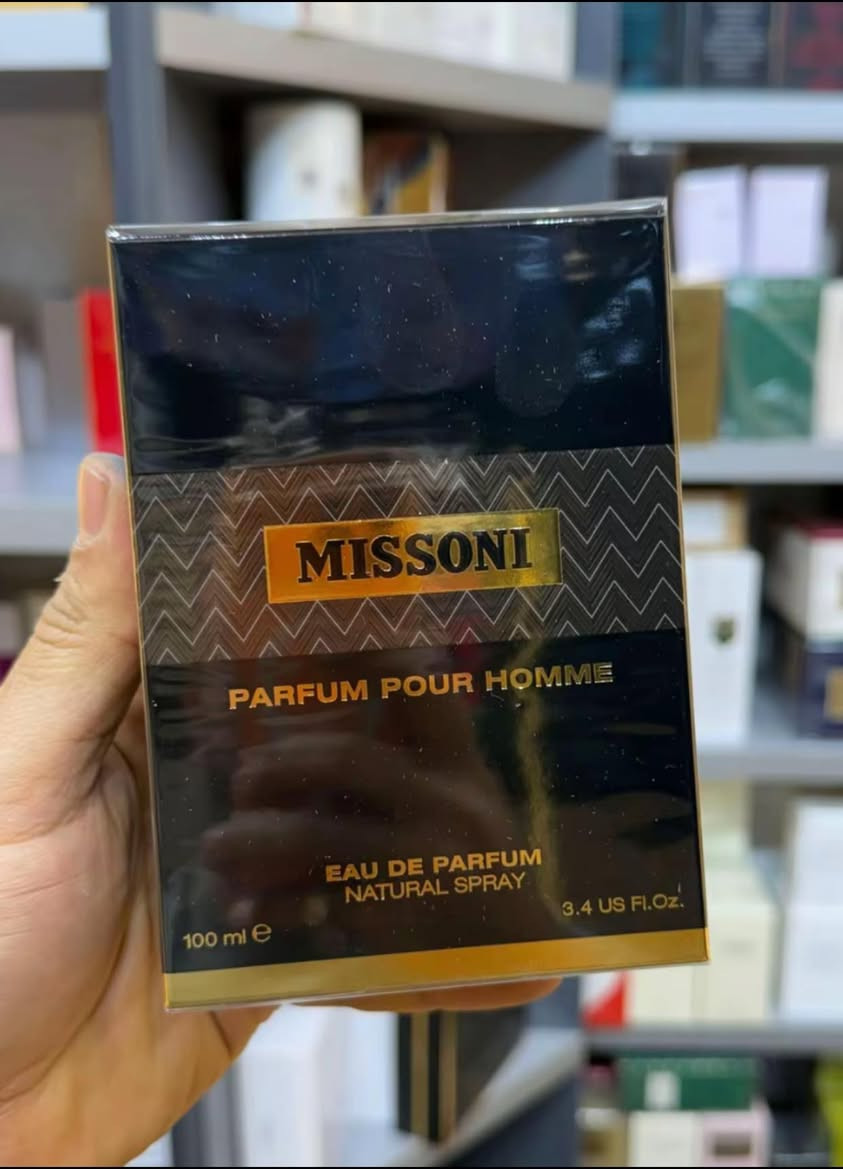 MISSONI
PARFUM POUR HOMME
EAU DE PARFUM
NATURAL SPRAY
100 ml e
3.4 US Fl.Oz.